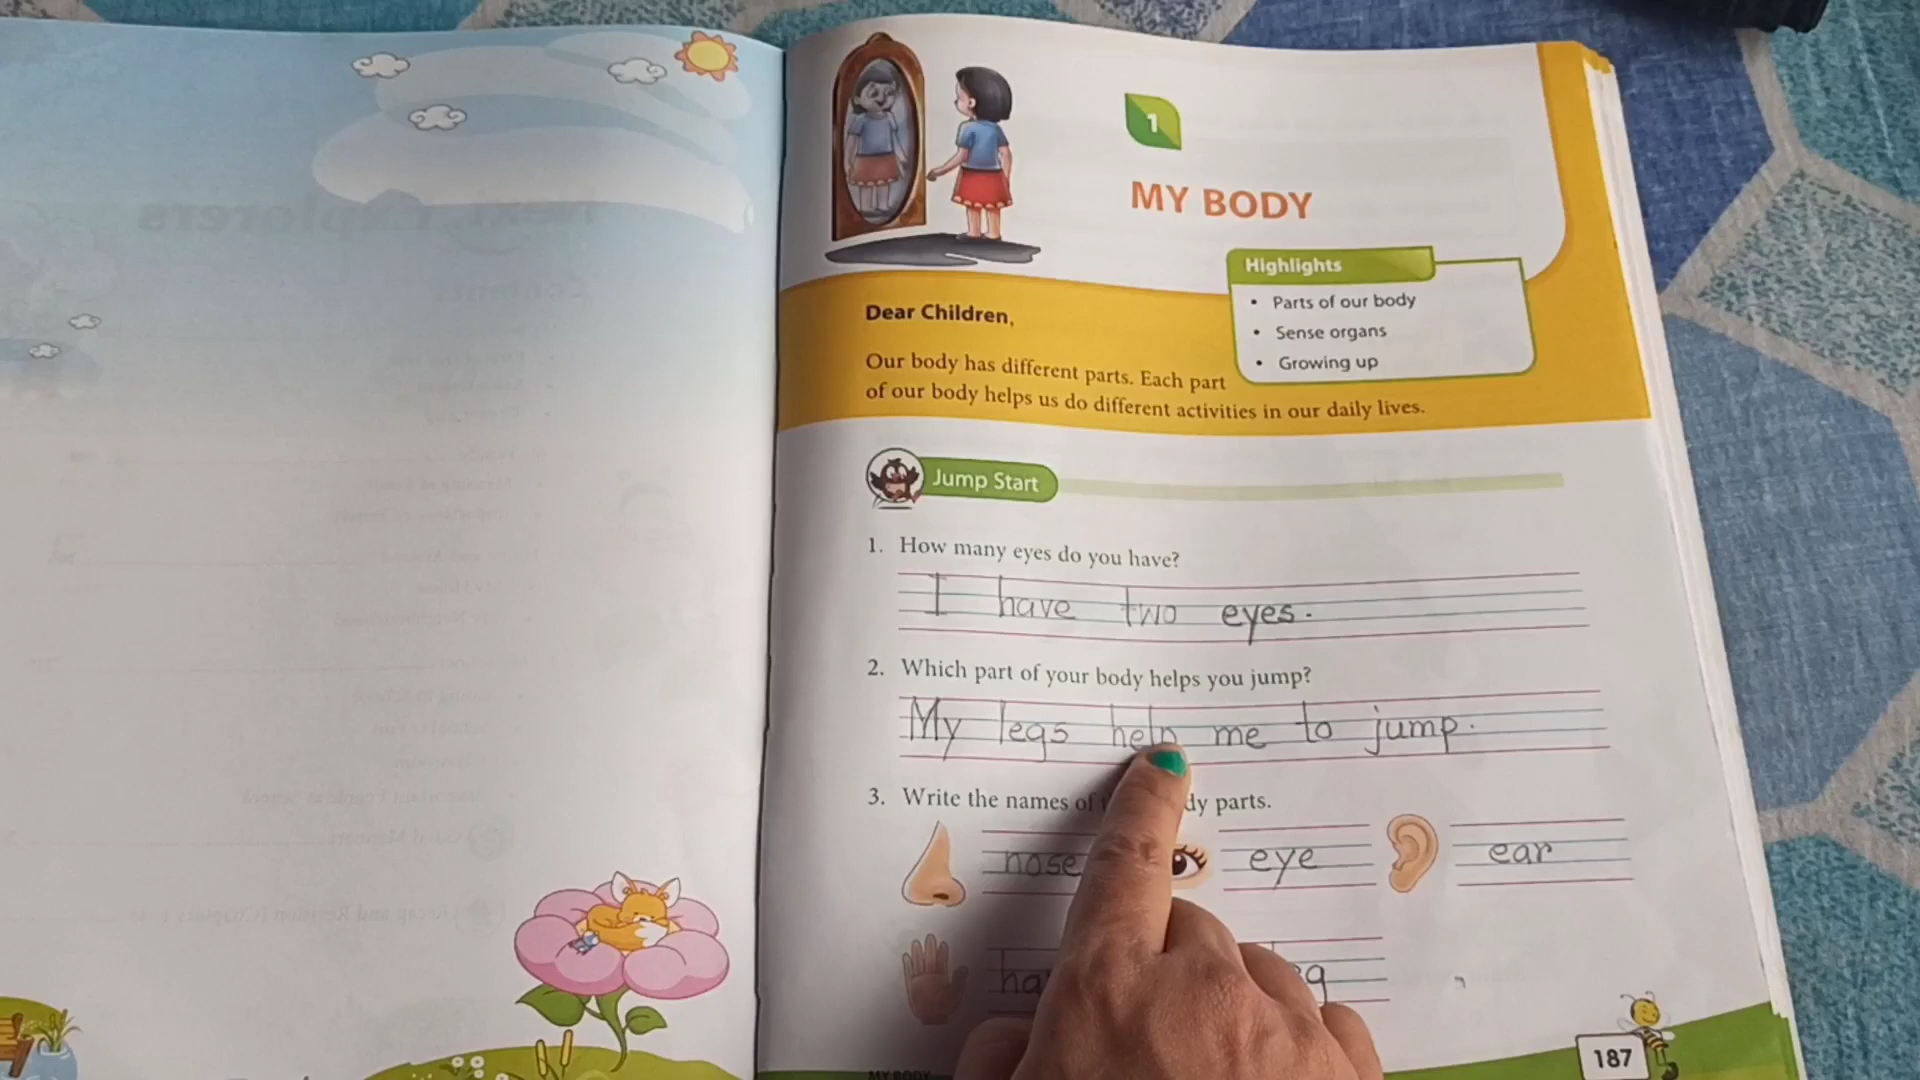 1
MY BODY
Highlights
• Parts of our body
• Sense organs
• Growing up
Dear Children,
Our body has different parts. Each part
of our body helps us do different activities in our daily lives.
Jump Start
1. How many eyes do you have?
I have two eyes.
2. Which part of your body helps you jump?
My legs help me to jump.
3. Write the names of parts.
nose eye ear
187
MY BODY